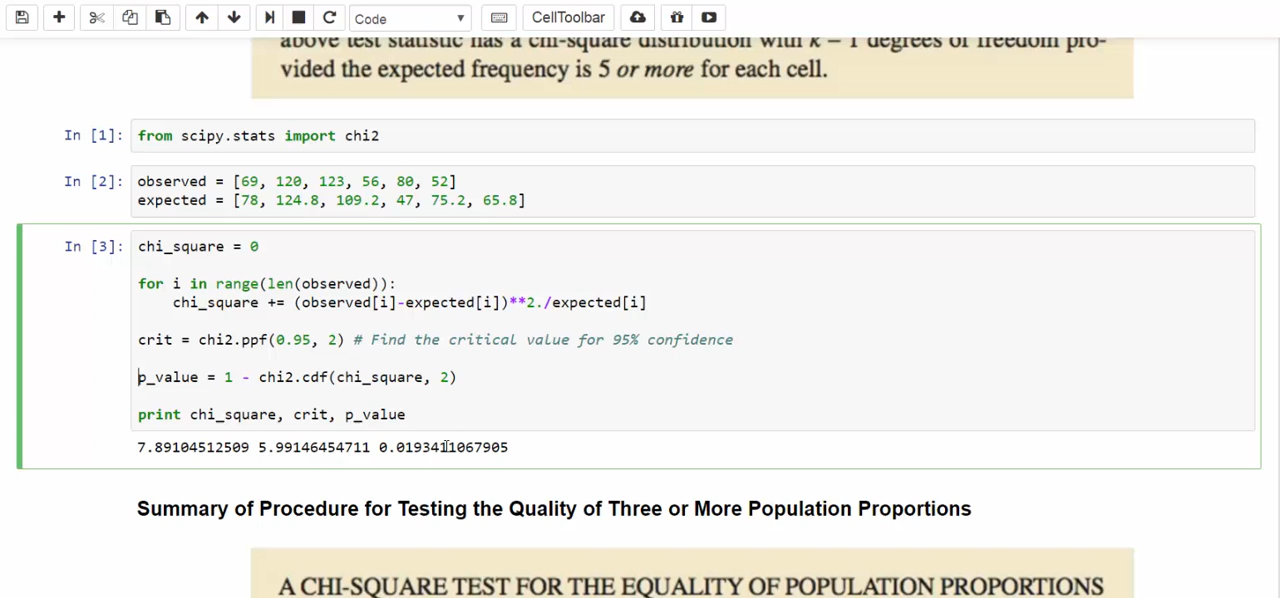 Code
CellToolbar
above test statistic has a chi-square distribution with k − 1 degrees of freedom pro-
vided the expected frequency is 5 or more for each cell.
In [1]: from scipy.stats import chi2
In [2]: observed = [69, 120, 123, 56, 80, 52]
expected = [78, 124.8, 109.2, 47, 75.2, 65.8]
In [3]: chi_square = 0
for i in range(len(observed)):
chi_square += (observed[i]-expected[i])**2./expected[i]
crit = chi2.ppf(0.95, 2) # Find the critical value for 95% confidence
p_value = 1 - chi2.cdf(chi_square, 2)
print chi_square, crit, p_value
7.89104512509 5.99146454711 0.0193411067905
Summary of Procedure for Testing the Quality of Three or More Population Proportions
A CHI-SQUARE TEST FOR THE EQUALITY OF POPULATION PROPORTIONS